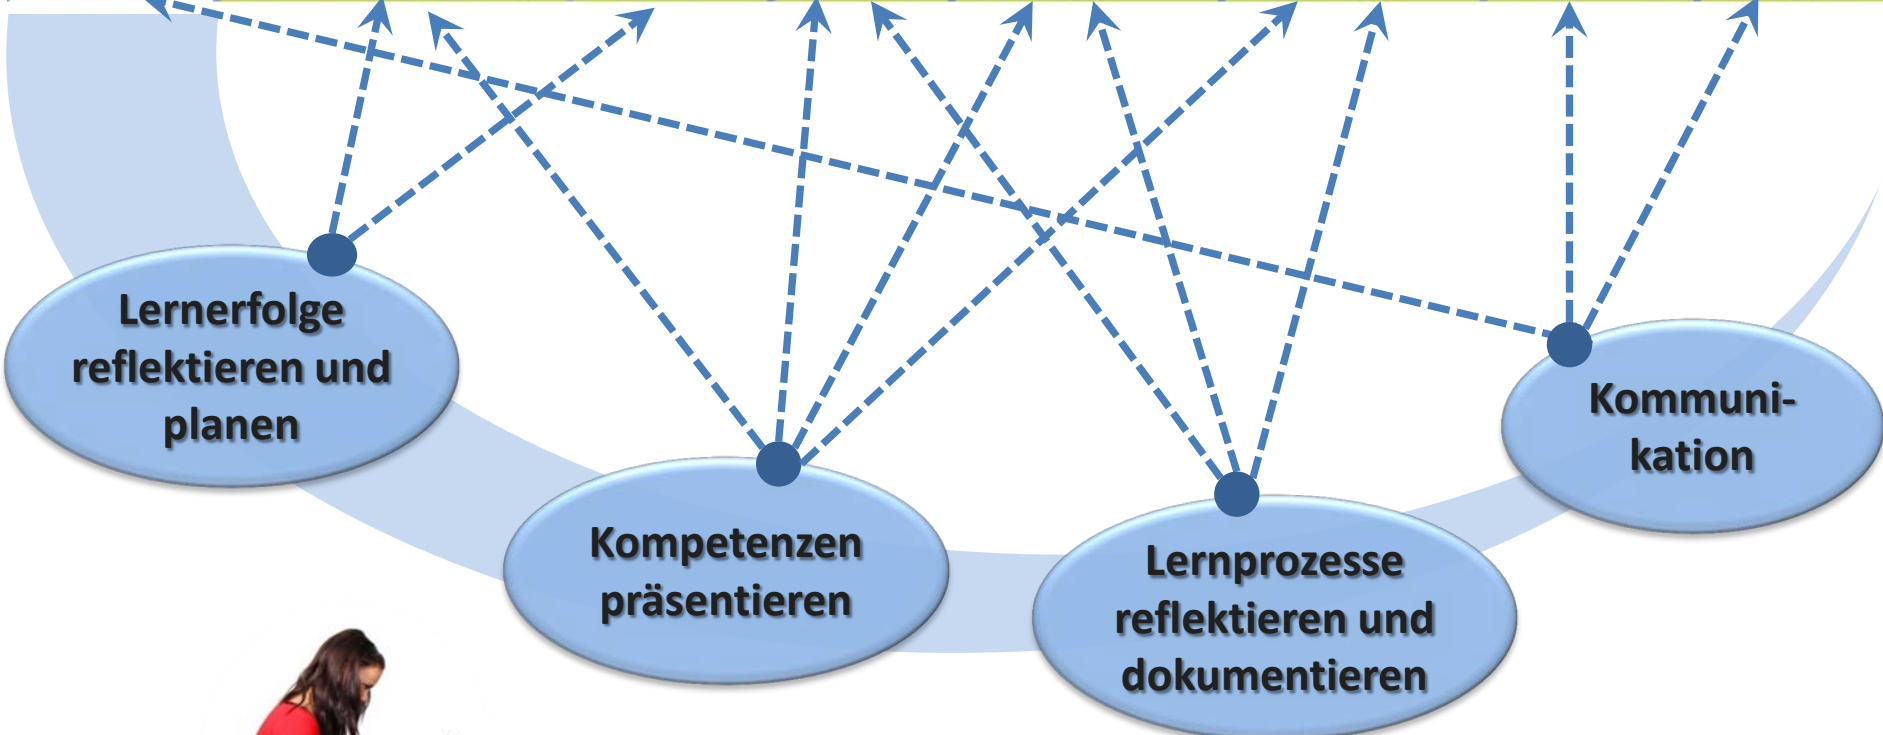 Lernerfolge
reflektieren und
planen
Kompetenzen
präsentieren
Lernprozesse
reflektieren und
dokumentieren
Kommuni-
kation